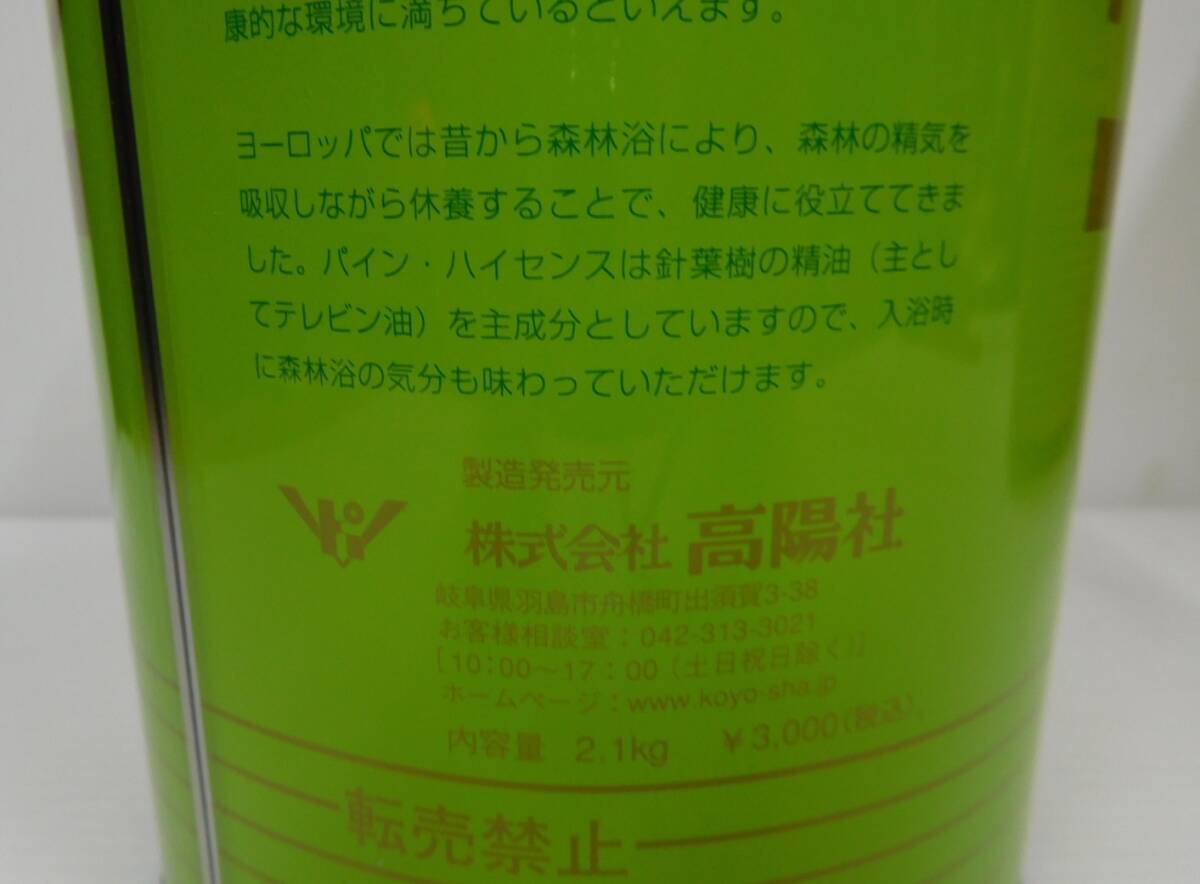 康的な環境に満ちているといえます。
ヨーロッパでは昔から森林浴により、森林の精気を
吸収しながら休養することで、健康に役立ててきま
した。パイン・ハイセンスは針葉樹の精油（主とし
てテレビン油）を主成分としていますので、入浴時
に森林浴の気分も味わっていただけます。
製造発売元
株式会社 高陽社
岐阜県羽島市舟橋町出須賀3-38
お客様相談室：042-313-3021
［10：00～17：00（土日祝日除く）］
ホームページ：www.koyo-sha.jp
内容量 2.1kg ￥3,000（税込）
転売禁止